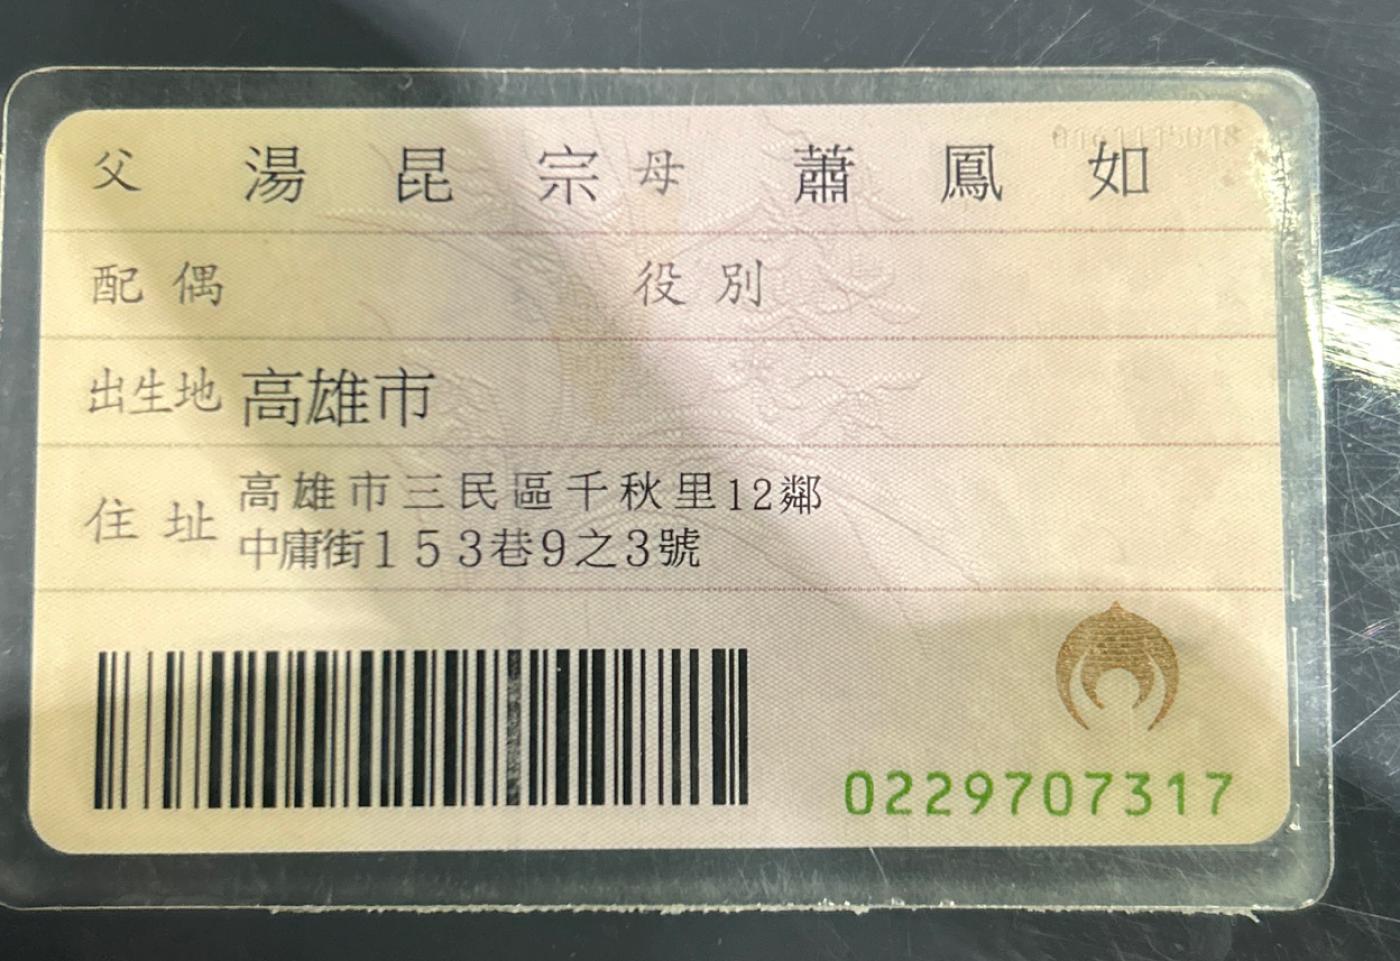 父 湯昆宗 母 蕭鳳如
配偶 役別
出生地 高雄市
住址 高雄市三民區千秋里12鄰
中庸街153巷9之3號
0229707317